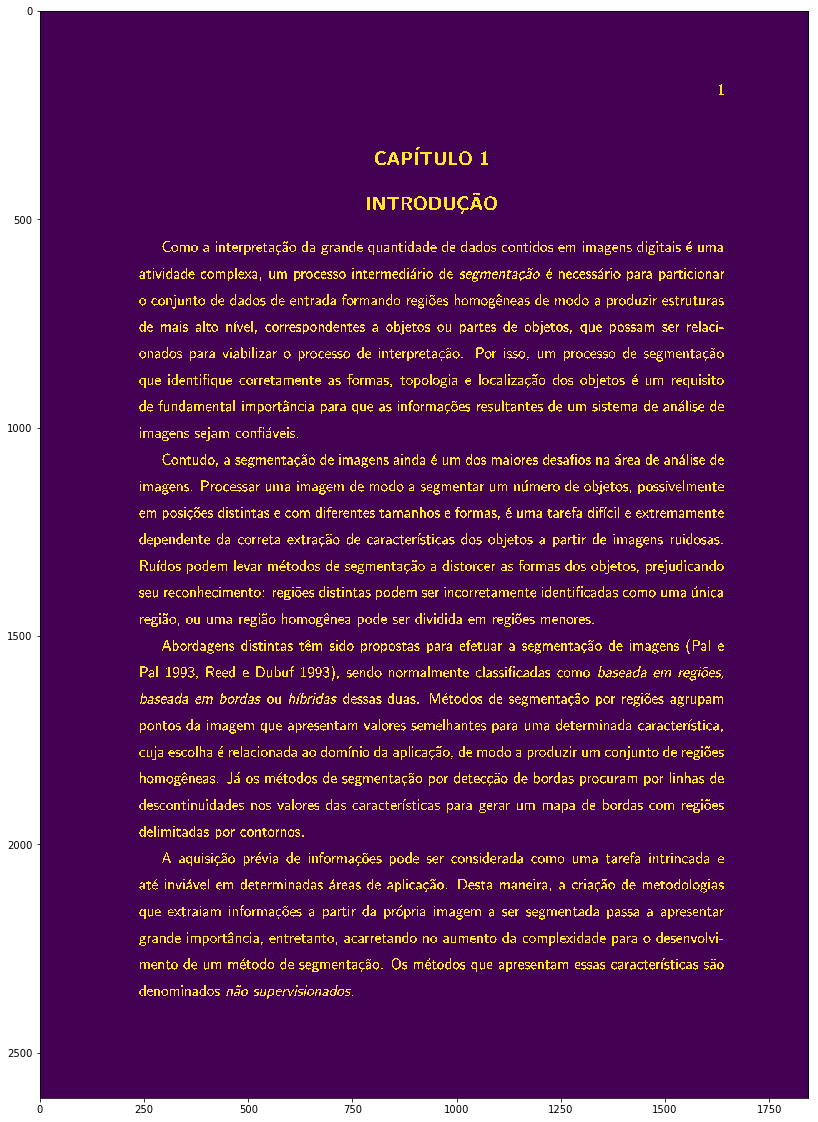 0
1
CAPÍTULO 1
INTRODUÇÃO
500
Como a interpretação da grande quantidade de dados contidos em imagens digitais é uma
atividade complexa, um processo intermediário de segmentação é necessário para particionar
o conjunto de dados de entrada formando regiões homogêneas de modo a produzir estruturas
de mais alto nível, correspondentes a objetos ou partes de objetos, que possam ser relaci-
onados para viabilizar o processo de interpretação. Por isso, um processo de segmentação
que identifique corretamente as formas, topologia e localização dos objetos é um requisito
de fundamental importância para que as informações resultantes de um sistema de análise de
1000
imagens sejam confiáveis.
Contudo, a segmentação de imagens ainda é um dos maiores desafios na área de análise de
imagens. Processar uma imagem de modo a segmentar um número de objetos, possivelmente
em posições distintas e com diferentes tamanhos e formas, é uma tarefa difícil e extremamente
dependente da correta extração de características dos objetos a partir de imagens ruidosas.
Ruídos podem levar métodos de segmentação a distorcer as formas dos objetos, prejudicando
seu reconhecimento: regiões distintas podem ser incorretamente identificadas como uma única
região, ou uma região homogênea pode ser dividida em regiões menores.
1500
Abordagens distintas têm sido propostas para efetuar a segmentação de imagens (Pal e
Pal 1993, Reed e Dubuf 1993), sendo normalmente classificadas como baseada em regiões,
baseada em bordas ou híbridas dessas duas. Métodos de segmentação por regiões agrupam
pontos da imagem que apresentam valores semelhantes para uma determinada característica,
cuja escolha é relacionada ao domínio da aplicação, de modo a produzir um conjunto de regiões
homogêneas. Já os métodos de segmentação por detecção de bordas procuram por linhas de
descontinuidades nos valores das características para gerar um mapa de bordas com regiões
delimitadas por contornos.
2000
A aquisição prévia de informações pode ser considerada como uma tarefa intrincada e
até inviável em determinadas áreas de aplicação. Desta maneira, a criação de metodologias
que extraiam informações a partir da própria imagem a ser segmentada passa a apresentar
grande importância, entretanto, acarretando no aumento da complexidade para o desenvolvi-
mento de um método de segmentação. Os métodos que apresentam essas características são
denominados não supervisionados.
2500
0 250 500 750 1000 1250 1500 1750